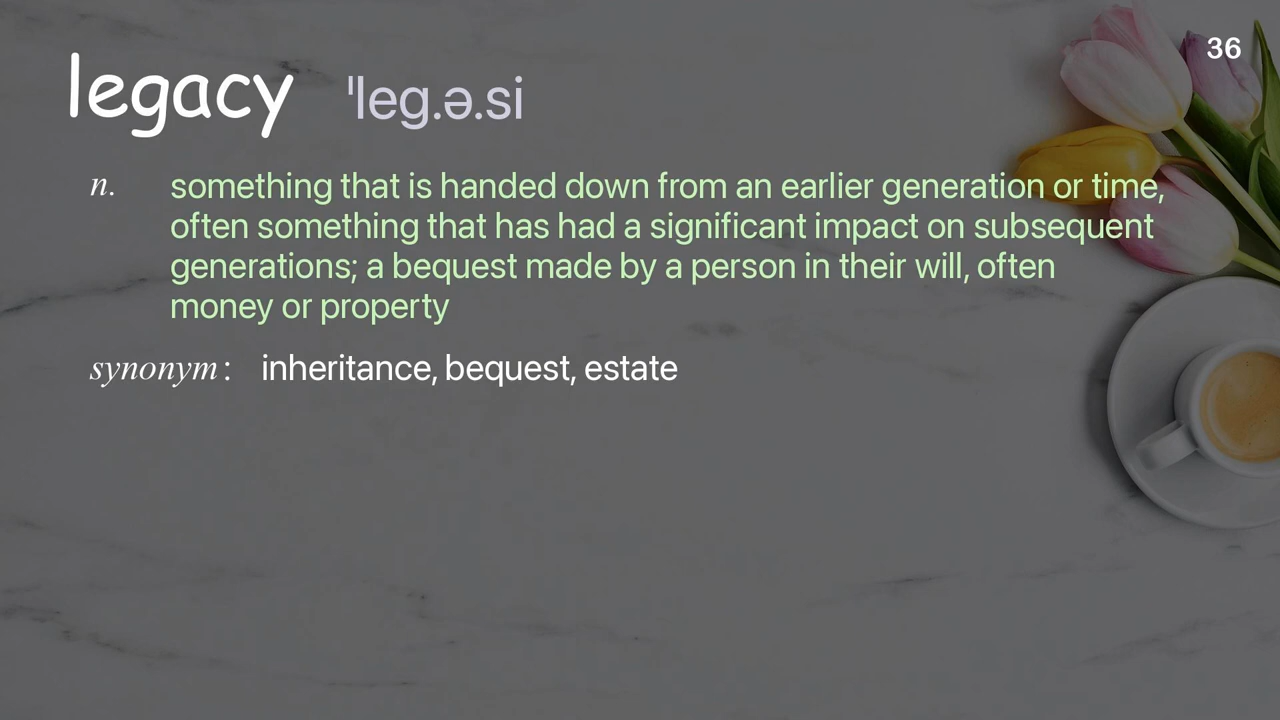 36
legacy ˈleg.ə.si
n. something that is handed down from an earlier generation or time,
often something that has had a significant impact on subsequent
generations; a bequest made by a person in their will, often
money or property
synonym: inheritance, bequest, estate